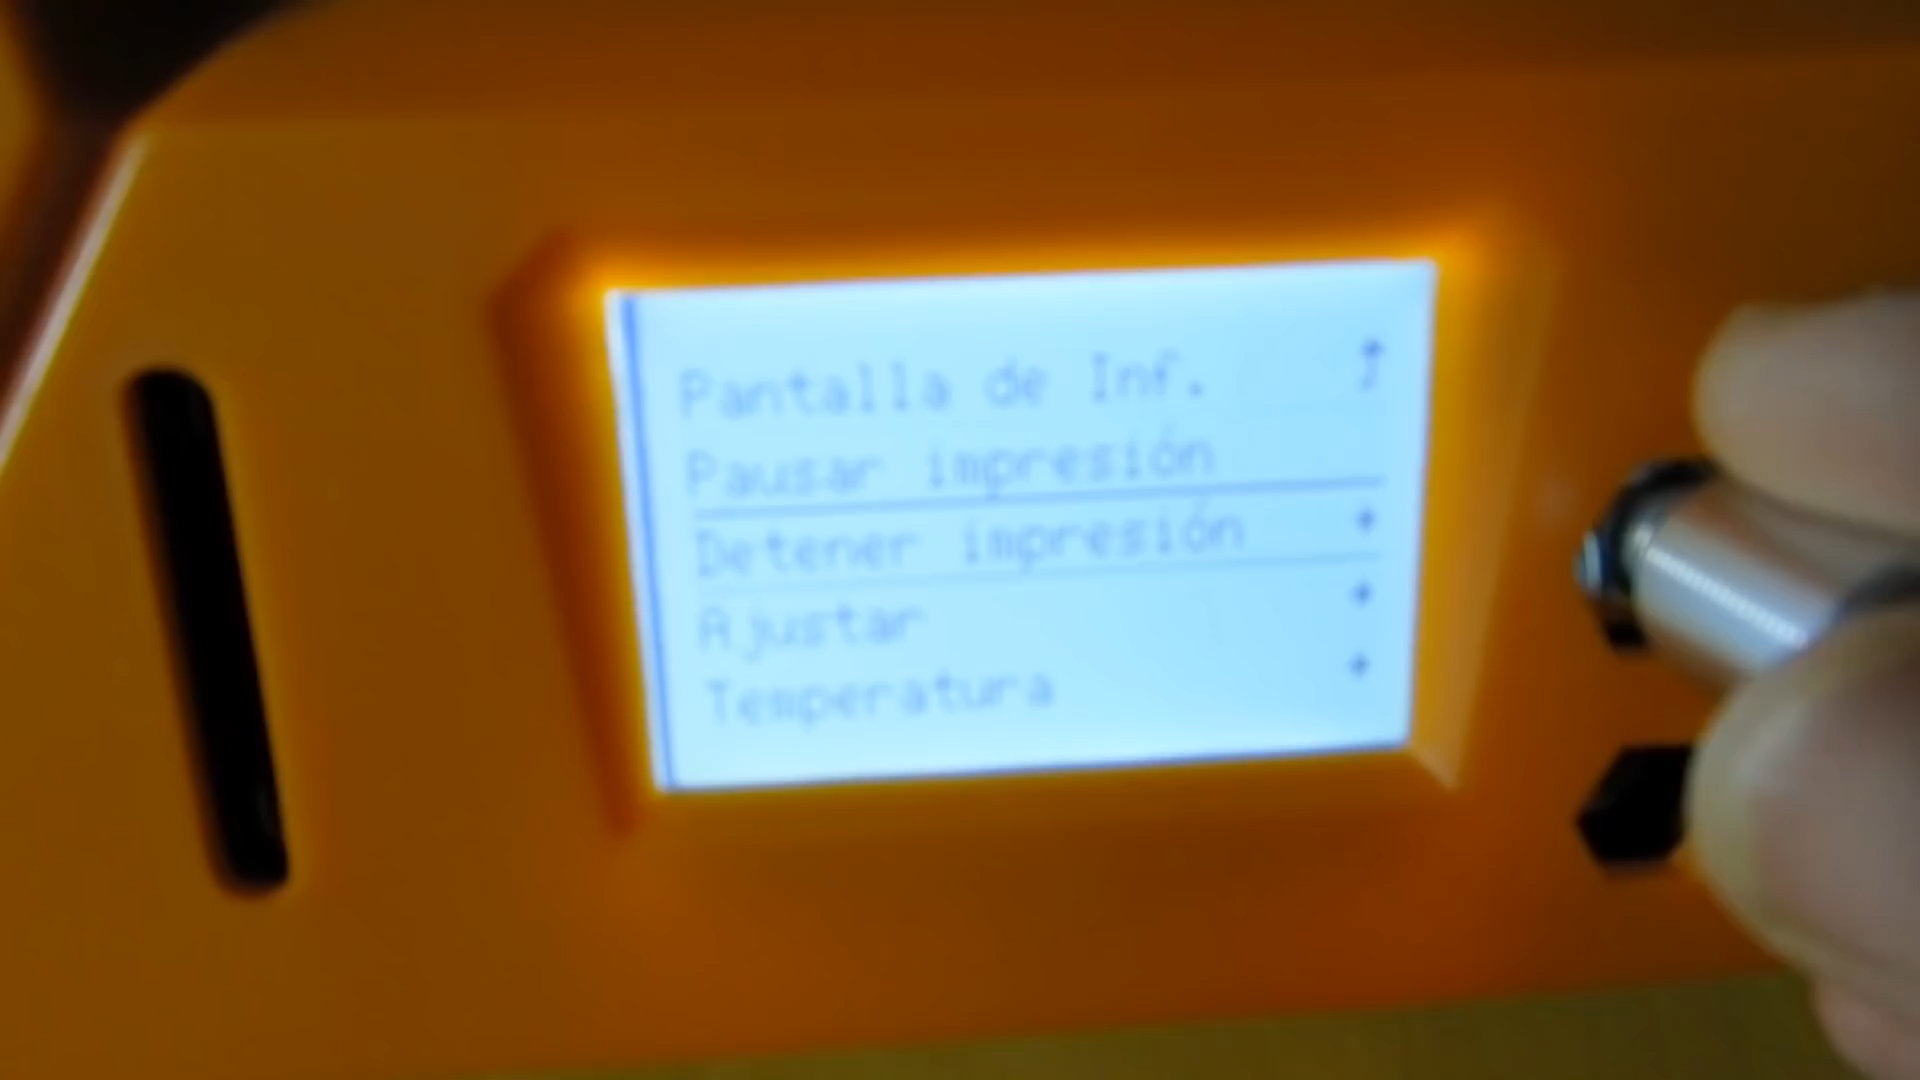 Pantalla de Inf.
Pausar impresión
Detener impresión
Ajustar
Temperatura